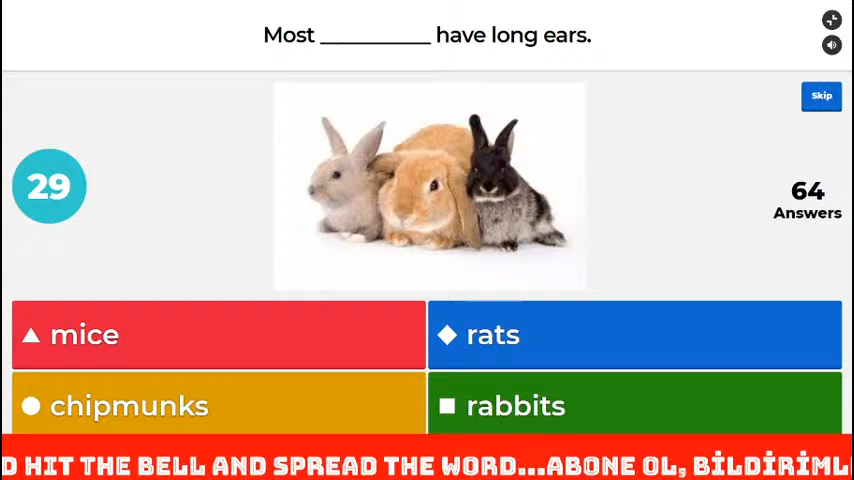 Most ___________ have long ears.
Skip
29
64
Answers
mice
rats
chipmunks
rabbits
D HIT THE BELL AND SPREAD THE WORD...ABONE OL, BİLDİRİML